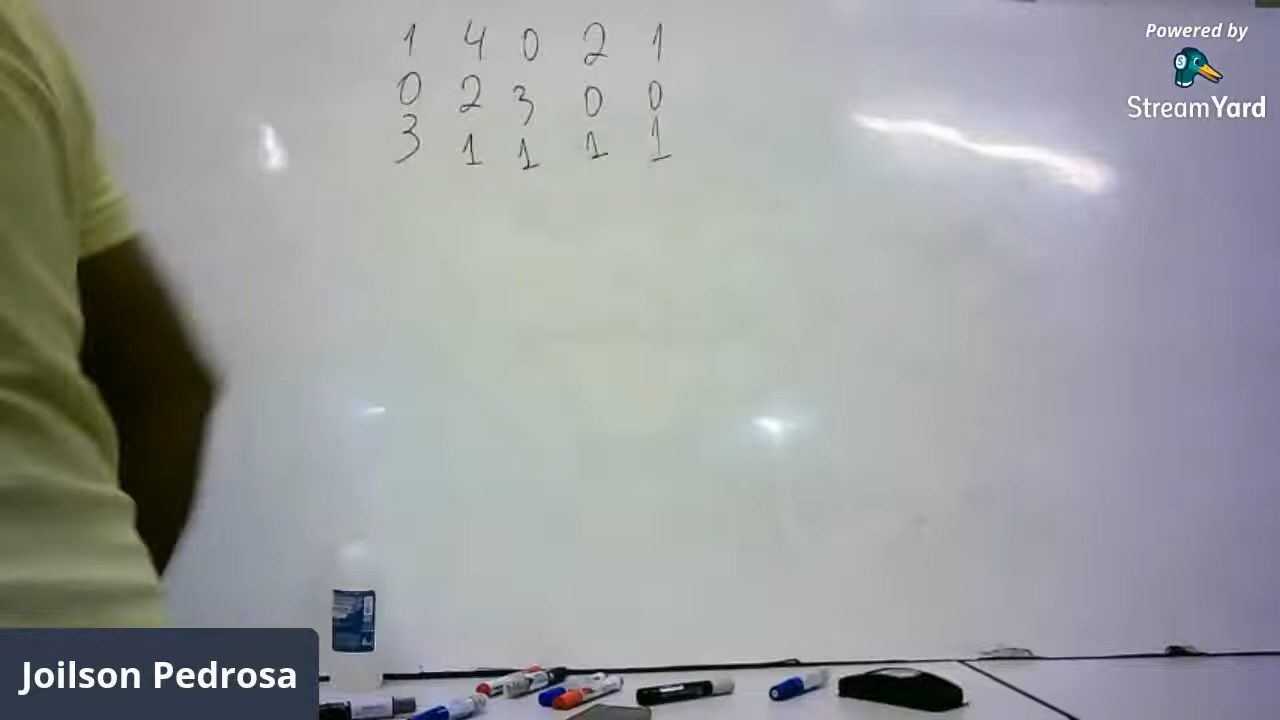 1 4 0 2 1
0 2 3 0 0
3 1 1 1 1
Powered by
StreamYard
Joilson Pedrosa